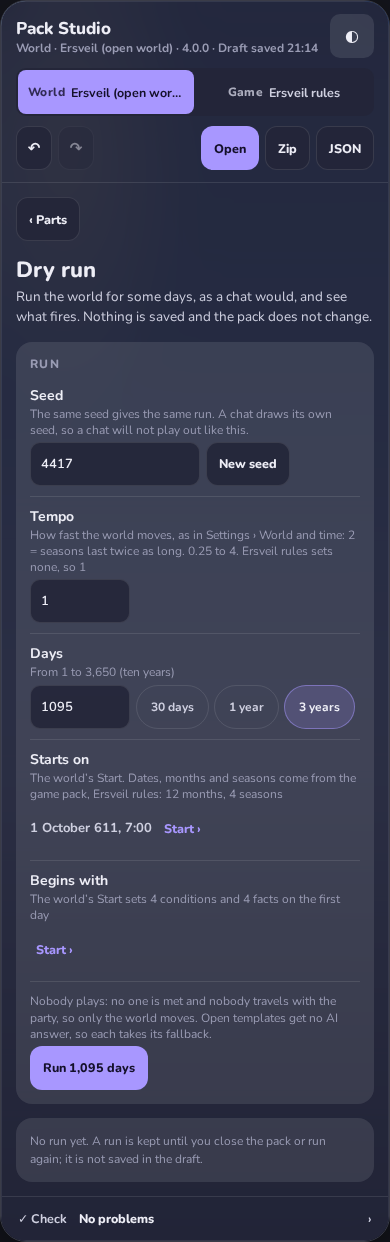 Pack Studio
World · Ersveil (open world) · 4.0.0 · Draft saved 21:14
World Ersveil (open wor...
Game Ersveil rules
Open
Zip
JSON
‹ Parts
Dry run
Run the world for some days, as a chat would, and see
what fires. Nothing is saved and the pack does not change.
RUN
Seed
The same seed gives the same run. A chat draws its own
seed, so a chat will not play out like this.
4417
New seed
Tempo
How fast the world moves, as in Settings › World and time: 2
= seasons last twice as long. 0.25 to 4. Ersveil rules sets
none, so 1
1
Days
From 1 to 3,650 (ten years)
1095
30 days
1 year
3 years
Starts on
The world's Start. Dates, months and seasons come from the
game pack, Ersveil rules: 12 months, 4 seasons
1 October 611, 7:00
Start ›
Begins with
The world's Start sets 4 conditions and 4 facts on the first
day
Start ›
Nobody plays: no one is met and nobody travels with the
party, so only the world moves. Open templates get no AI
answer, so each takes its fallback.
Run 1,095 days
No run yet. A run is kept until you close the pack or run
again; it is not saved in the draft.
✓ Check No problems ›